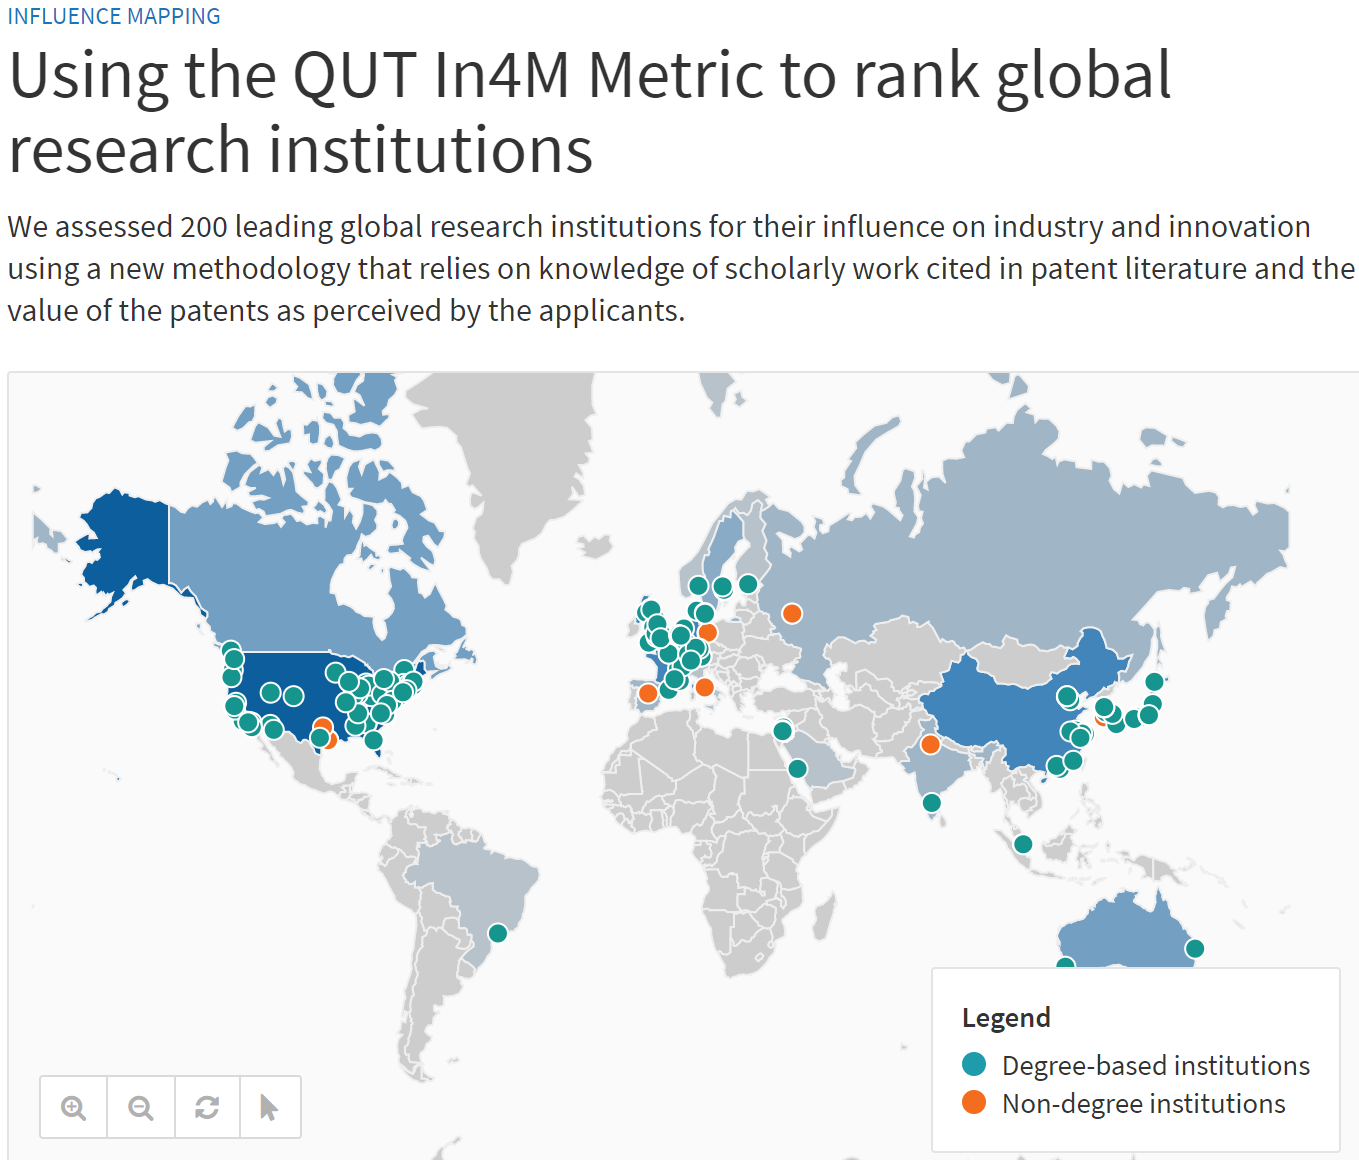 INFLUENCE MAPPING
Using the QUT In4M Metric to rank global
research institutions
We assessed 200 leading global research institutions for their influence on industry and innovation
using a new methodology that relies on knowledge of scholarly work cited in patent literature and the
value of the patents as perceived by the applicants.
Legend
Degree-based institutions
Non-degree institutions